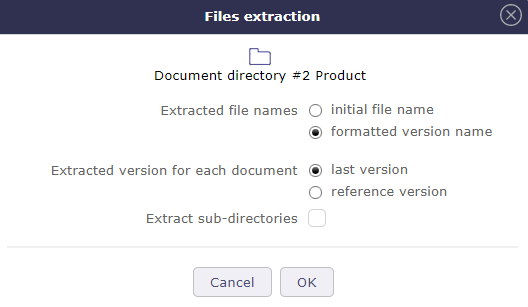 Files extraction
Document directory #2 Product
Extracted file names
initial file name
formatted version name
Extracted version for each document
last version
reference version
Extract sub-directories
Cancel
OK